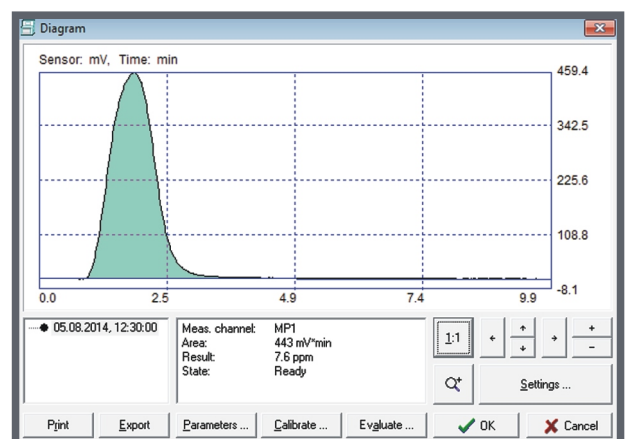 Diagram
Sensor: mV, Time: min
459.4
342.5
225.6
108.8
-8.1
0.0 2.5 4.9 7.4 9.9
05.08.2014, 12:30:00
Meas. channel: MP1
Area: 443 mV*min
Result: 7.6 ppm
State: Ready
1:1
+
-
Settings ...
Print Export Parameters ... Calibrate ... Evaluate ... OK Cancel